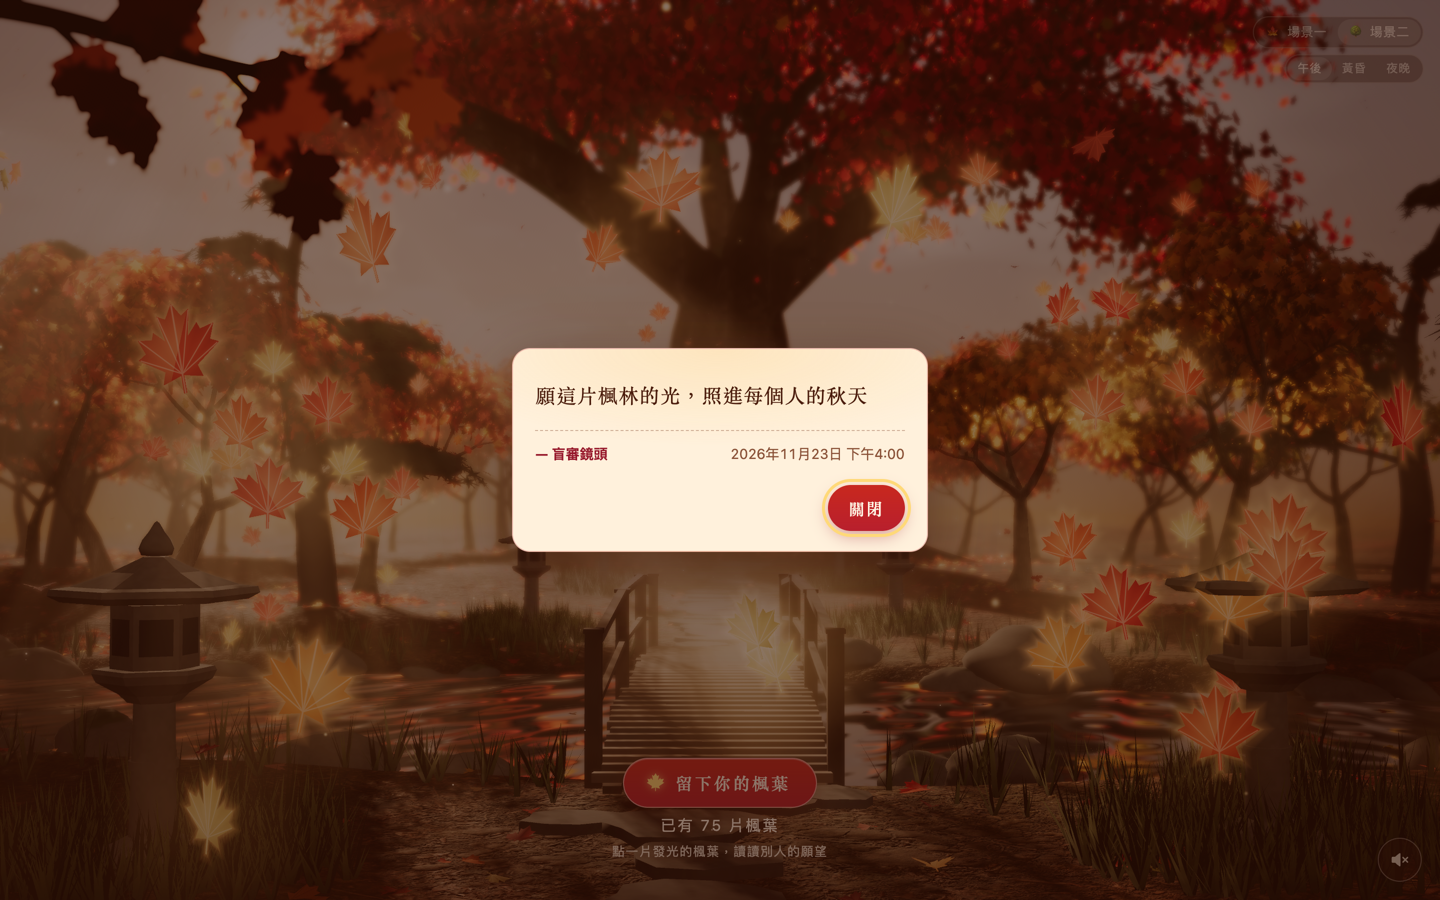 場景一
場景二
午後
黃昏
夜晚
願這片楓林的光，照進每個人的秋天
— 盲審鏡頭
2026年11月23日 下午4:00
關閉
留下你的楓葉
已有 75 片楓葉
點一片發光的楓葉，讀讀別人的願望